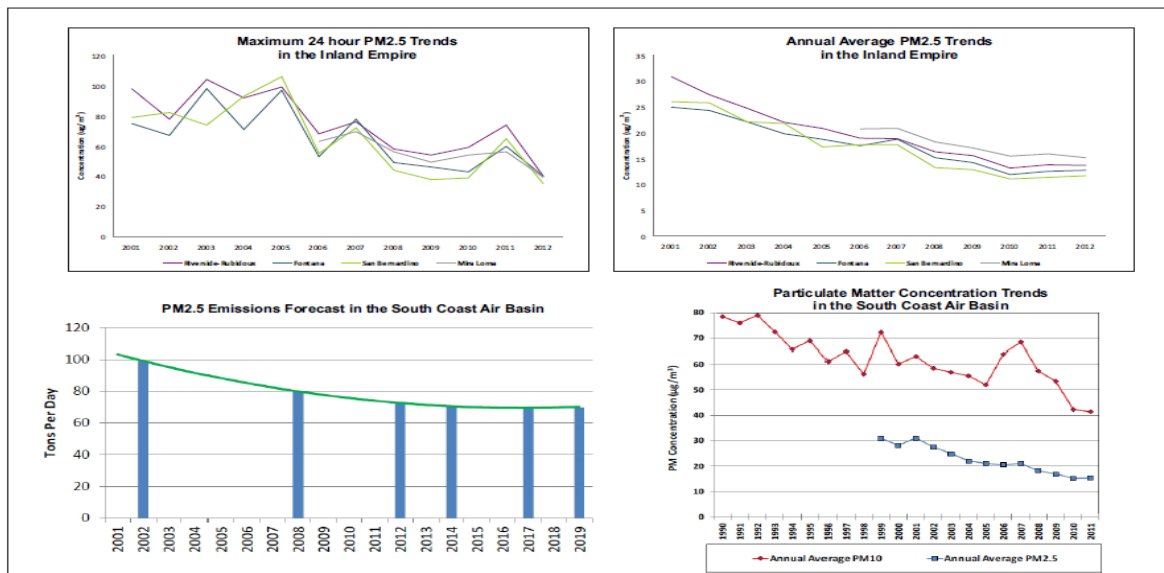 Maximum 24 hour PM2.5 Trends
in the Inland Empire
Concentration (ug/m³)
120
100
80
60
40
20
0
2001 2002 2003 2004 2005 2006 2007 2008 2009 2010 2011 2012
Riverside-Rubidoux Fontana San Bernardino Mira Loma
Annual Average PM2.5 Trends
in the Inland Empire
Concentration (ug/m³)
35
30
25
20
15
10
5
0
2001 2002 2003 2004 2005 2006 2007 2008 2009 2010 2011 2012
Riverside-Rubidoux Fontana San Bernardino Mira Loma
PM2.5 Emissions Forecast in the South Coast Air Basin
Tons Per Day
120
100
80
60
40
20
0
2001 2002 2003 2004 2005 2006 2007 2008 2009 2010 2011 2012 2013 2014 2015 2016 2017 2018 2019
Particulate Matter Concentration Trends
in the South Coast Air Basin
PM Concentration (µg/m³)
80
70
60
50
40
30
20
10
0
1990 1991 1992 1993 1994 1995 1996 1997 1998 1999 2000 2001 2002 2003 2004 2005 2006 2007 2008 2009 2010 2011
Annual Average PM10 Annual Average PM2.5